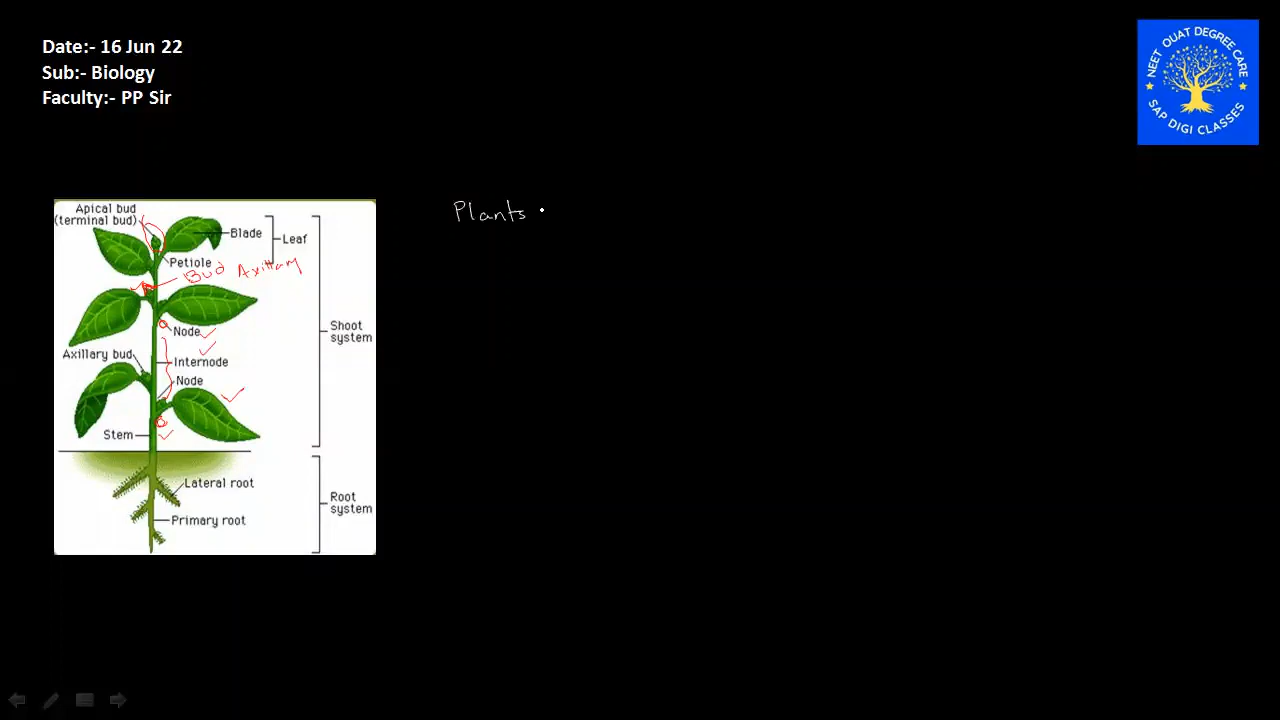 Date:- 16 Jun 22
Sub:- Biology
Faculty:- PP Sir
NEET OUAT DEGREE CARE
SAP DIGI CLASSES
Plants
Apical bud
(terminal bud)
Blade
Leaf
Petiole
Bud Axillary
Node
Shoot
system
Axillary bud
Internode
Node
Stem
Lateral root
Root
system
Primary root